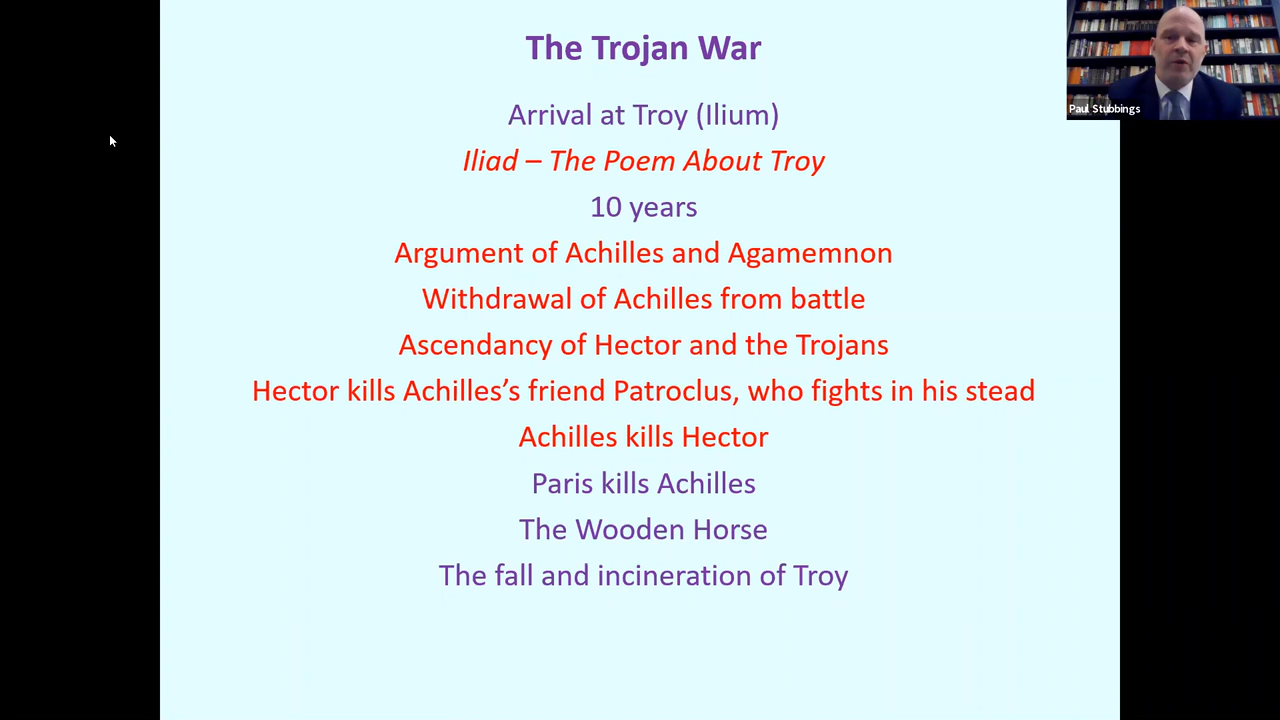 The Trojan War
Paul Stubbings
Arrival at Troy (Ilium)
Iliad – The Poem About Troy
10 years
Argument of Achilles and Agamemnon
Withdrawal of Achilles from battle
Ascendancy of Hector and the Trojans
Hector kills Achilles’s friend Patroclus, who fights in his stead
Achilles kills Hector
Paris kills Achilles
The Wooden Horse
The fall and incineration of Troy